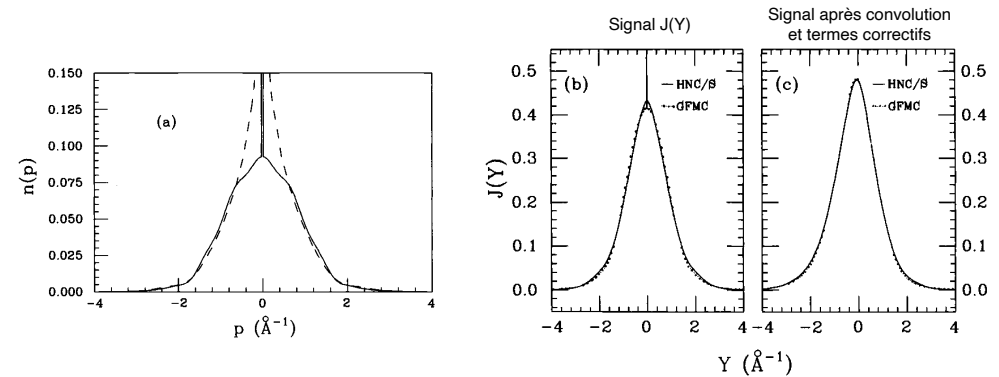 0.150
0.125
0.100
0.075
0.050
0.025
0.000
n(p)
(a)
−4
−2
0
2
4
p (Å⁻¹)
Signal J(Y)
Signal après convolution
et termes correctifs
0.5
0.4
0.3
0.2
0.1
0.0
J(Y)
(b)
HNC/S
GFMC
−4
−2
0
2
4
(c)
HNC/S
GFMC
0.5
0.4
0.3
0.2
0.1
0.0
−4
−2
0
2
4
Y (Å⁻¹)